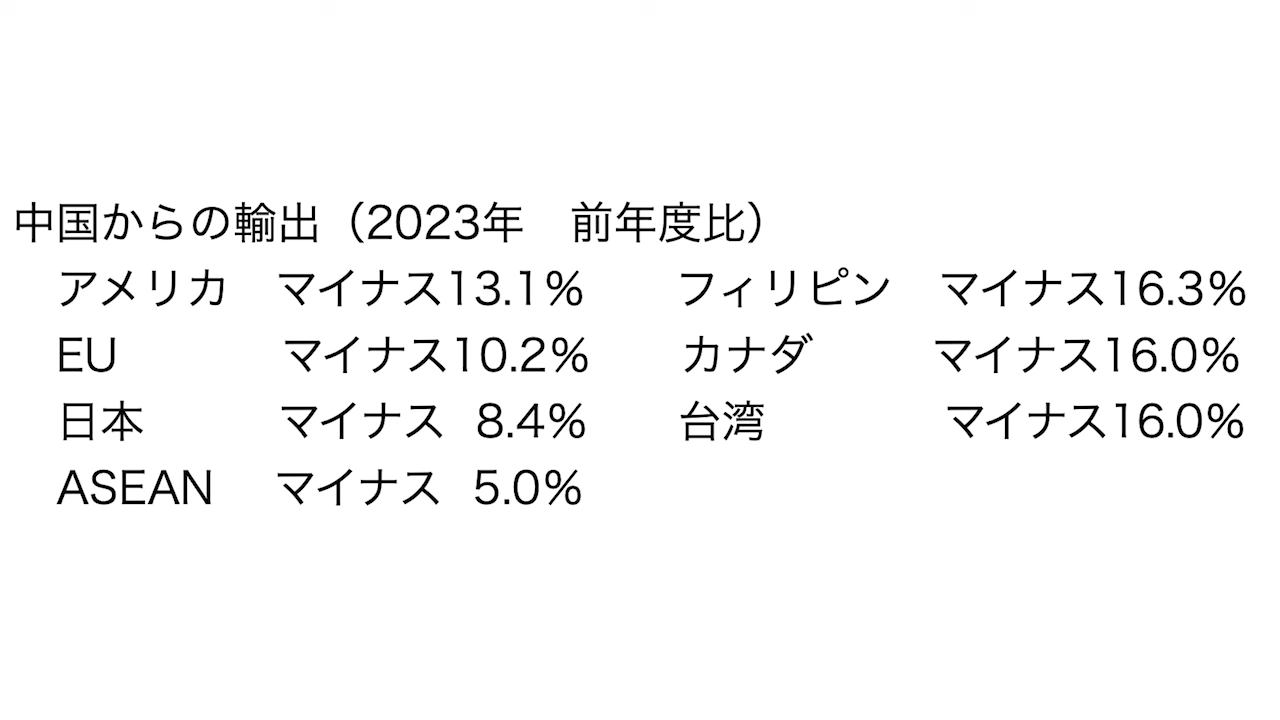 中国からの輸出（2023年　前年度比）
アメリカ　マイナス13.1%　　フィリピン　マイナス16.3%
EU　　　　マイナス10.2%　　カナダ　　　マイナス16.0%
日本　　　マイナス 8.4%　　台湾　　　　マイナス16.0%
ASEAN　 マイナス 5.0%